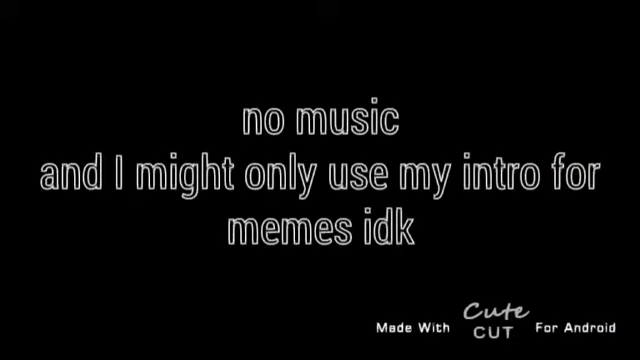 no music
and I might only use my intro for
memes idk
Made With Cute CUT For Android